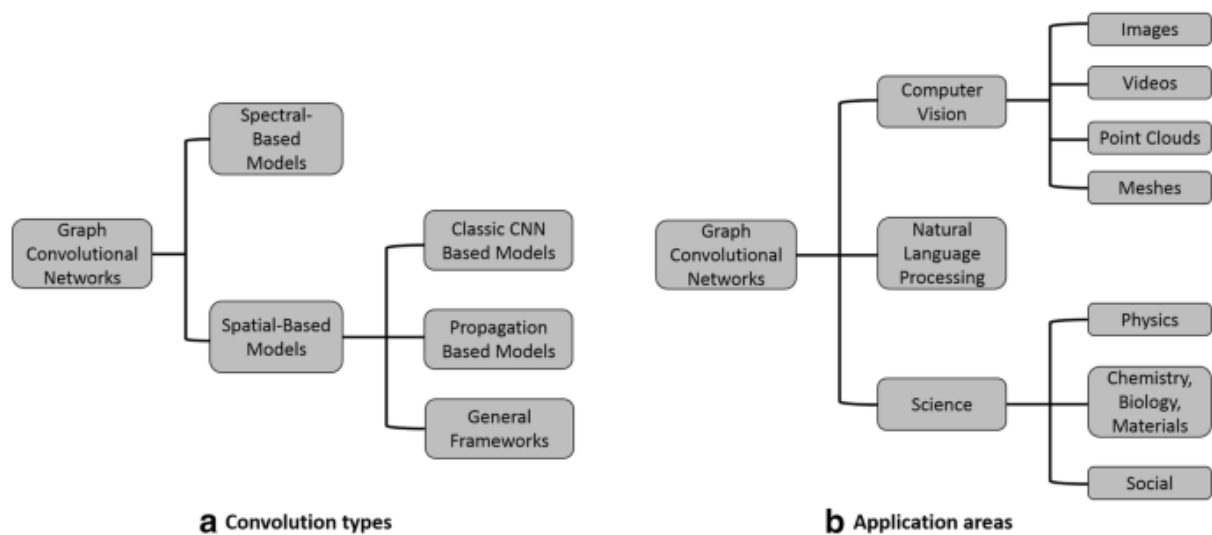 Spectral-
Based
Models
Graph
Convolutional
Networks
Spatial-Based
Models
Classic CNN
Based Models
Propagation
Based Models
General
Frameworks
a Convolution types
Graph
Convolutional
Networks
Computer
Vision
Images
Videos
Point Clouds
Meshes
Natural
Language
Processing
Science
Physics
Chemistry,
Biology,
Materials
Social
b Application areas